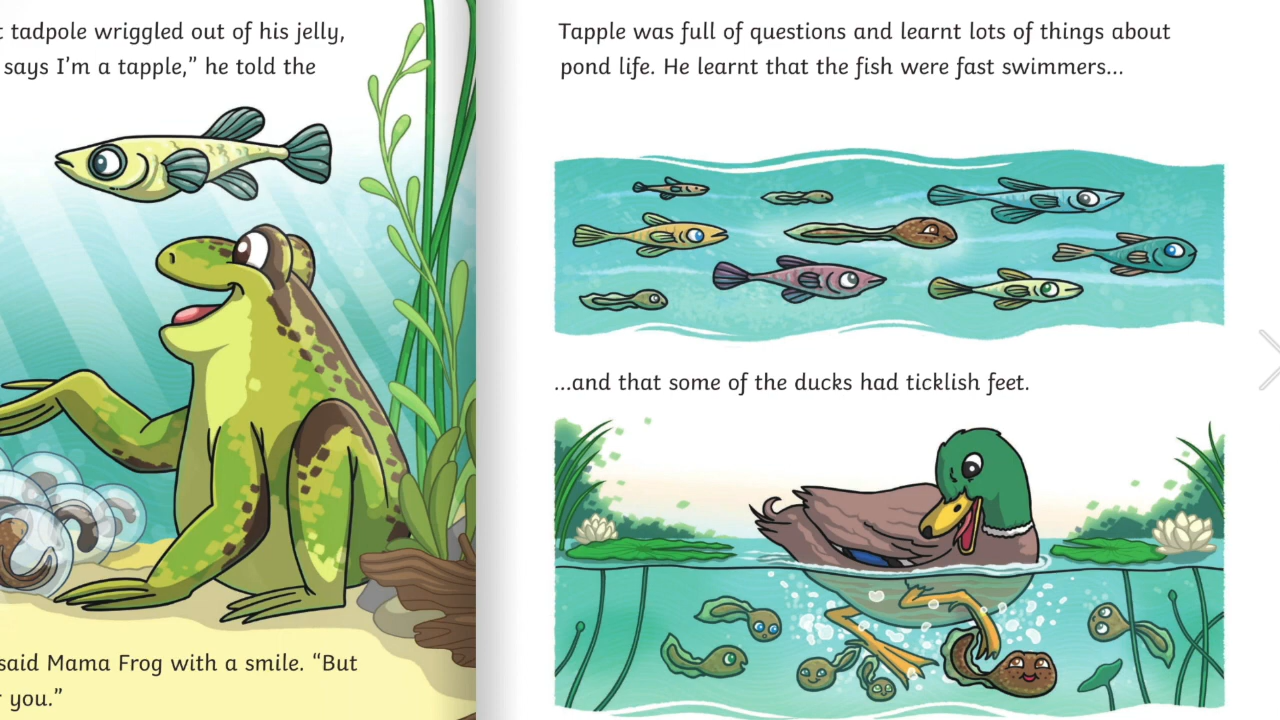 tadpole wriggled out of his jelly,
says I'm a tapple,” he told the
said Mama Frog with a smile. “But
you.”
Tapple was full of questions and learnt lots of things about
pond life. He learnt that the fish were fast swimmers...
...and that some of the ducks had ticklish feet.